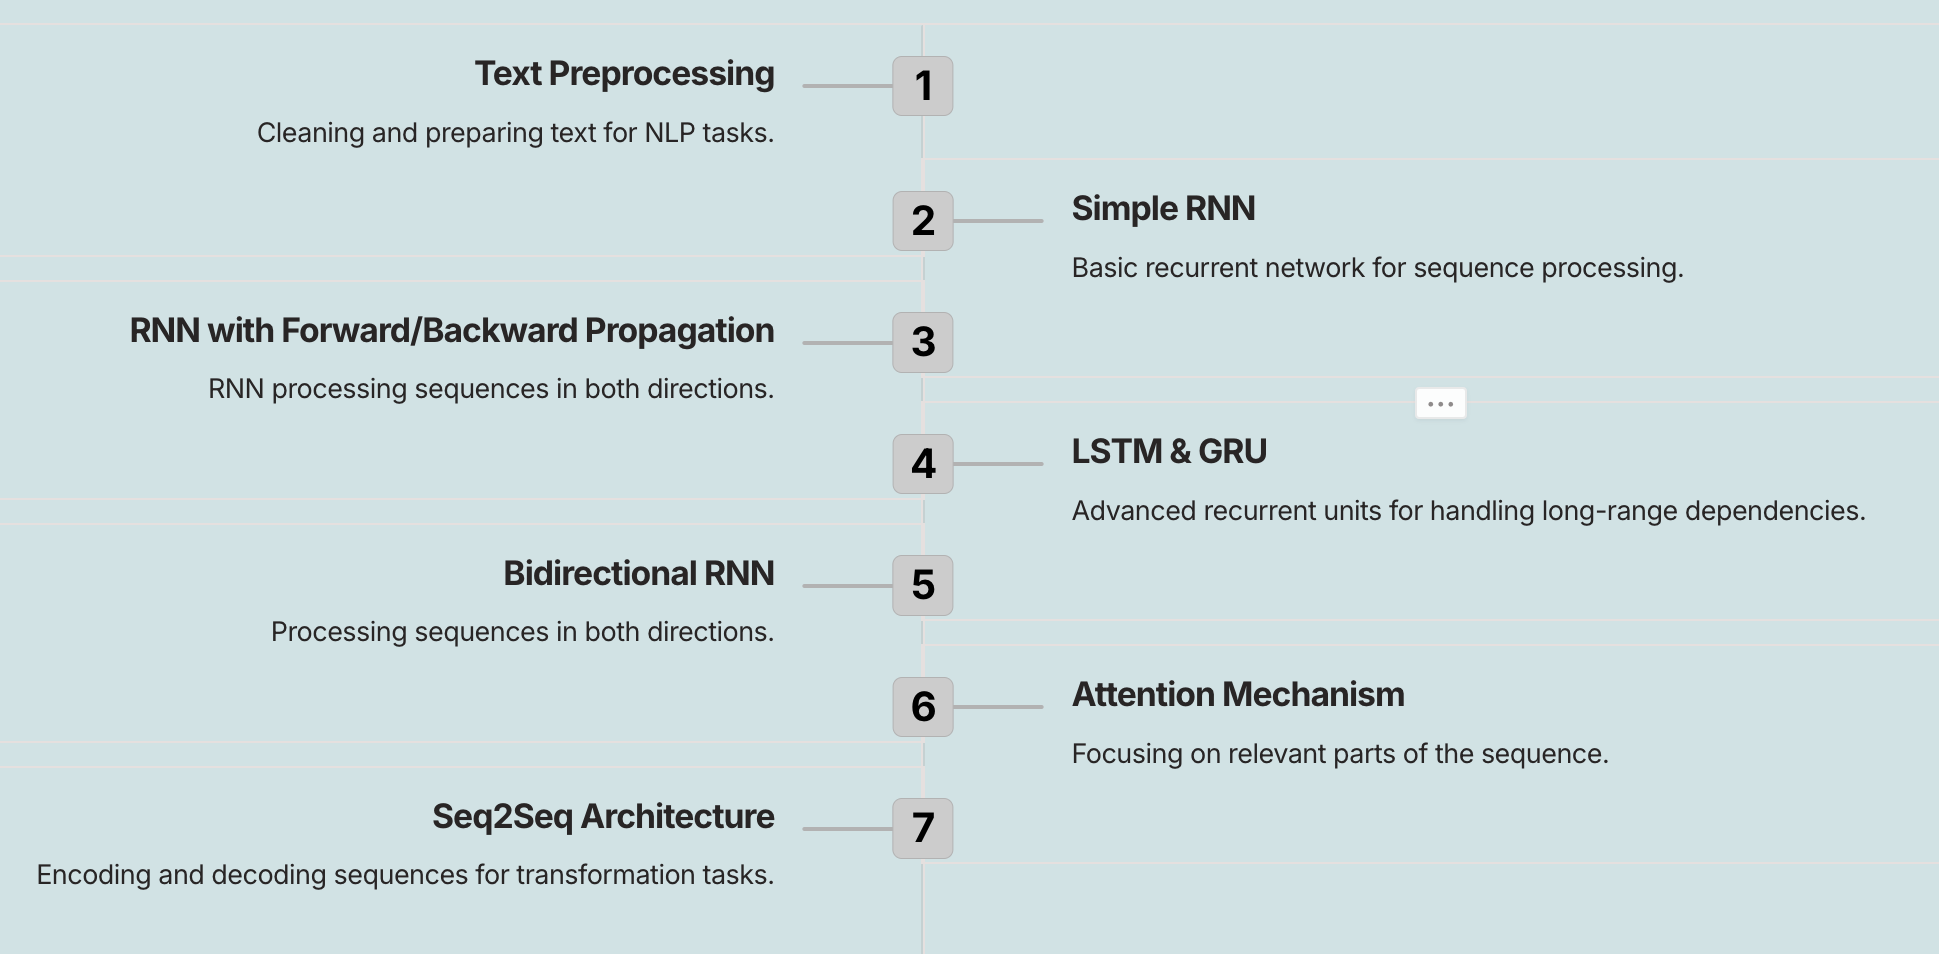 Text Preprocessing
1
Cleaning and preparing text for NLP tasks.
2
Simple RNN
Basic recurrent network for sequence processing.
RNN with Forward/Backward Propagation
3
RNN processing sequences in both directions.
4
LSTM & GRU
Advanced recurrent units for handling long-range dependencies.
Bidirectional RNN
5
Processing sequences in both directions.
6
Attention Mechanism
Focusing on relevant parts of the sequence.
Seq2Seq Architecture
7
Encoding and decoding sequences for transformation tasks.